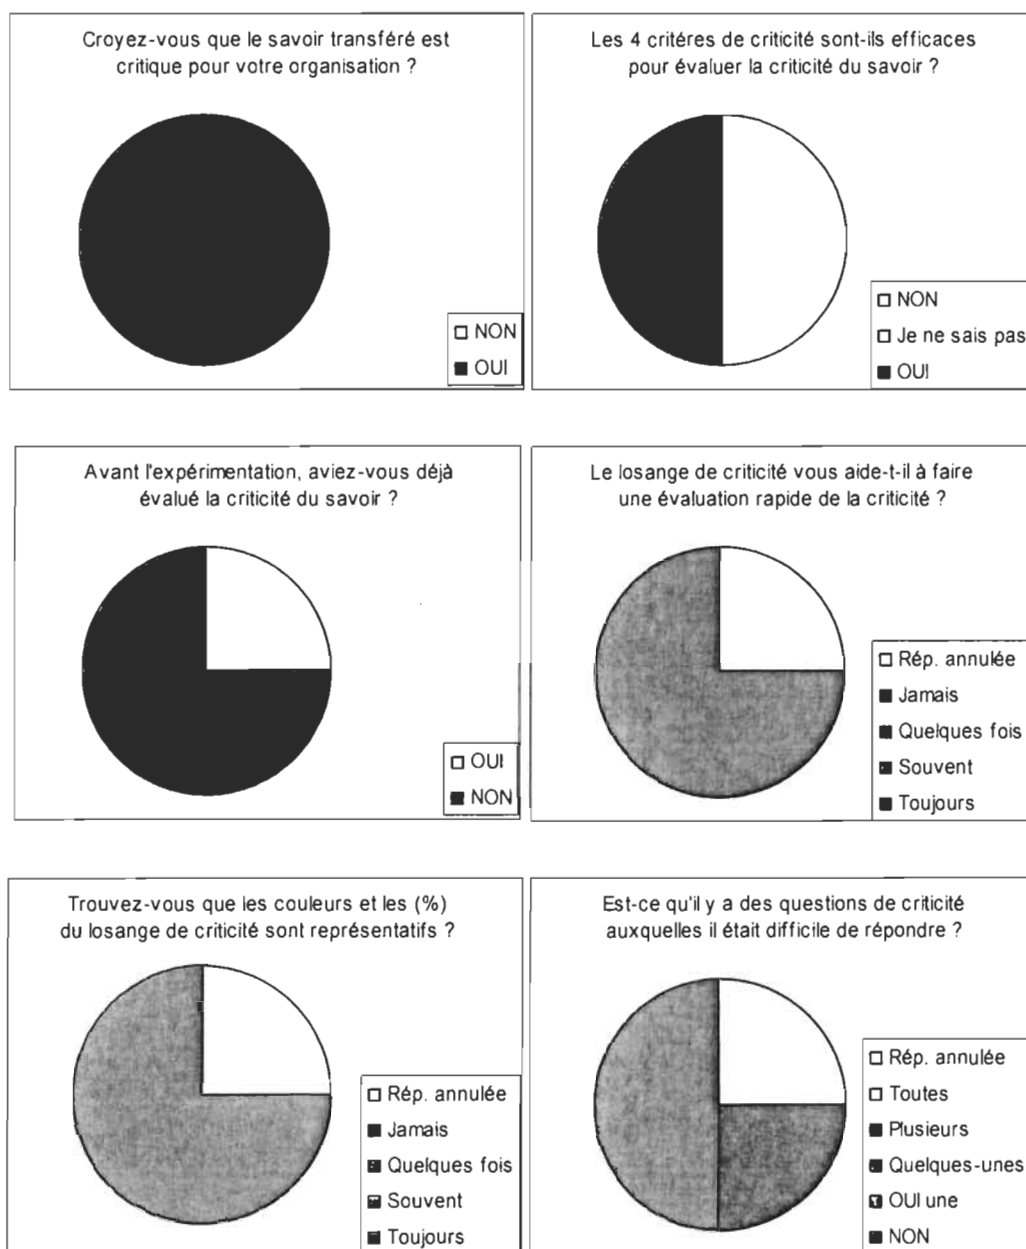 Croyez-vous que le savoir transféré est
critique pour votre organisation ?
NON
OUI
Les 4 critéres de criticité sont-ils efficaces
pour évaluer la criticité du savoir ?
NON
Je ne sais pas
OUI
Avant l'expérimentation, aviez-vous déjà
évalué la criticité du savoir ?
OUI
NON
Le losange de criticité vous aide-t-il à faire
une évaluation rapide de la criticité ?
Rép. annulée
Jamais
Quelques fois
Souvent
Toujours
Trouvez-vous que les couleurs et les (%)
du losange de criticité sont représentatifs ?
Rép. annulée
Jamais
Quelques fois
Souvent
Toujours
Est-ce qu'il y a des questions de criticité
auxquelles il était difficile de répondre ?
Rép. annulée
Toutes
Plusieurs
Quelques-unes
OUI une
NON